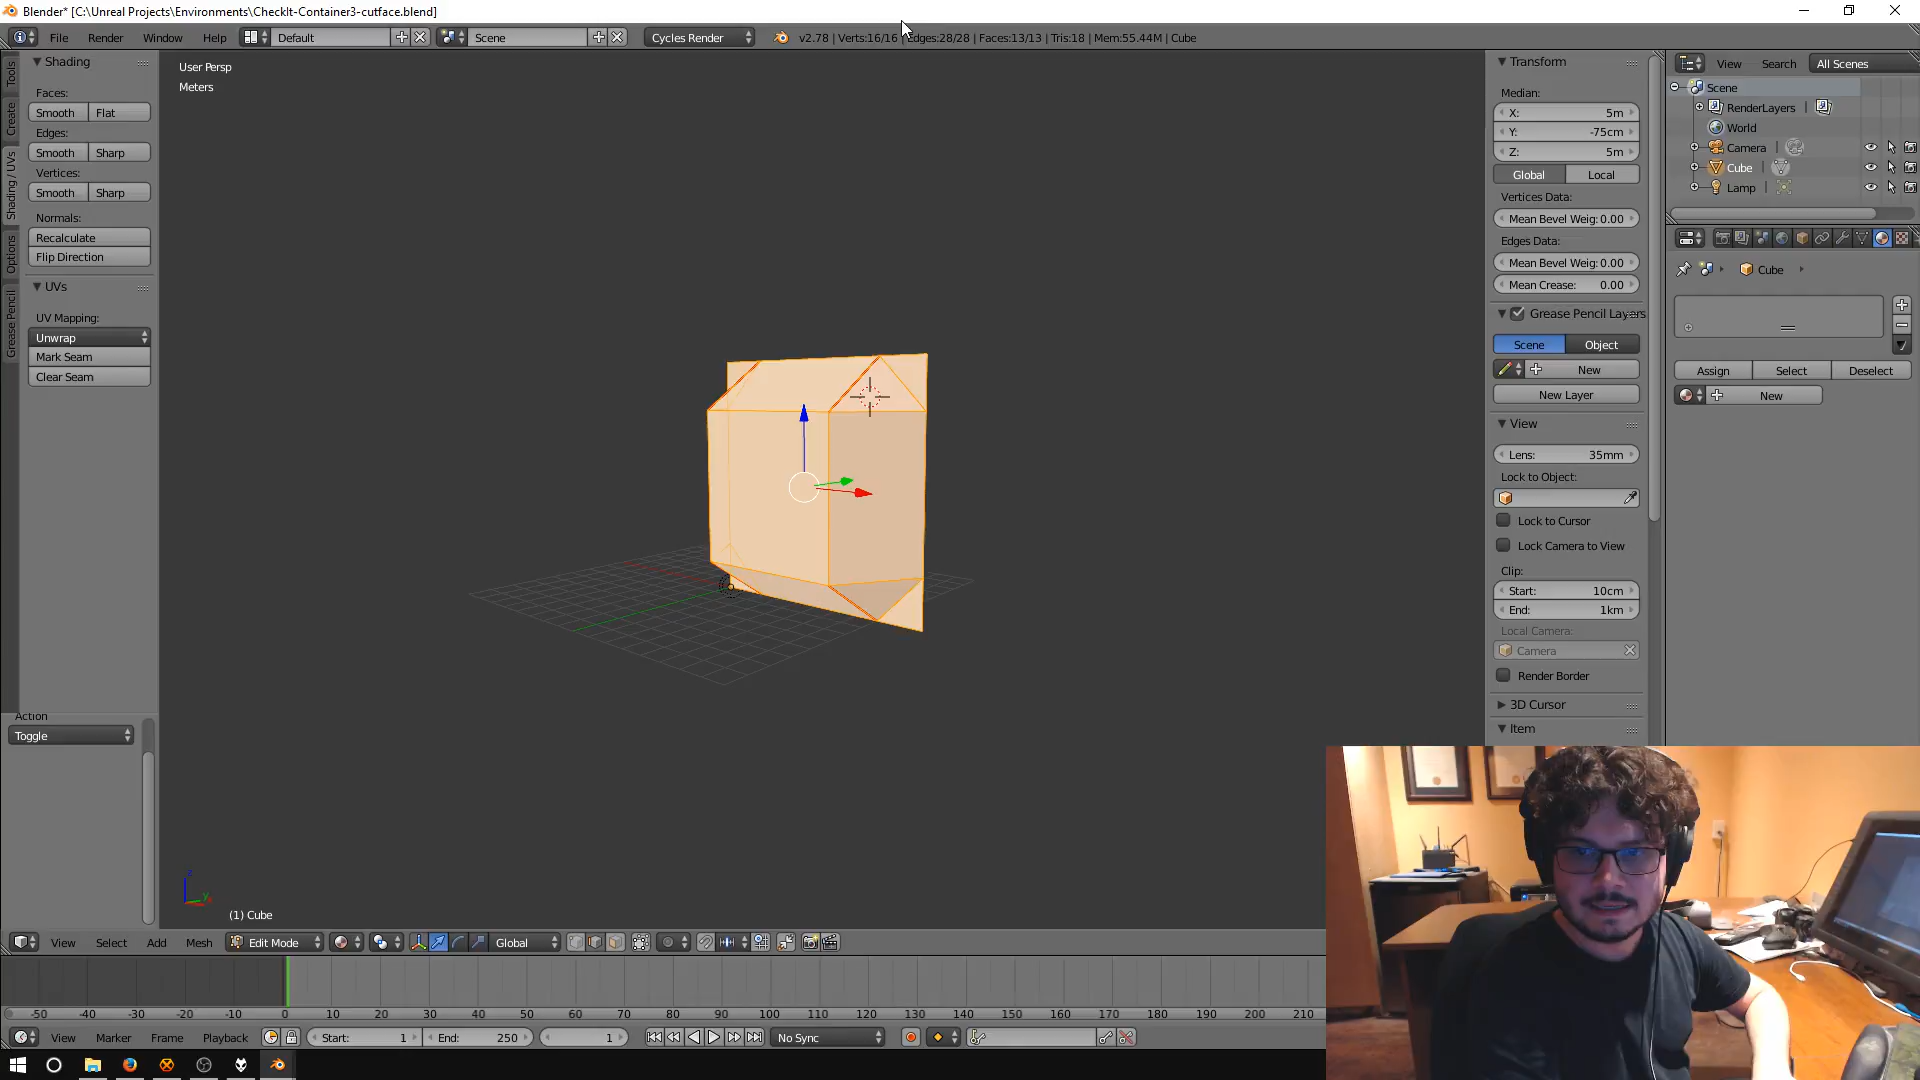 Blender* [C:\Unreal Projects\Environments\CheckIt-Container3-cutface.blend]
File Render Window Help Default Scene Cycles Render v2.78 | Verts:16/16 | Edges:28/28 | Faces:13/13 | Tris:18 | Mem:55.44M | Cube
Tools
Create
Shading / UVs
Options
Grease Pencil
Shading
Faces:
Smooth Flat
Edges:
Smooth Sharp
Vertices:
Smooth Sharp
Normals:
Recalculate
Flip Direction
UVs
UV Mapping:
Unwrap
Mark Seam
Clear Seam
Action
Toggle
User Persp
Meters
z
y
(1) Cube
Transform
Median:
X: 5m
Y: -75cm
Z: 5m
Global Local
Vertices Data:
Mean Bevel Weig: 0.00
Edges Data:
Mean Bevel Weig: 0.00
Mean Crease: 0.00
Grease Pencil Layers
Scene Object
New
New Layer
View
Lens: 35mm
Lock to Object:
Lock to Cursor
Lock Camera to View
Clip:
Start: 10cm
End: 1km
Local Camera:
Camera
Render Border
3D Cursor
Item
View Search All Scenes
Scene
RenderLayers |
World
Camera |
Cube |
Lamp |
Cube
Assign Select Deselect
New
View Select Add Mesh Edit Mode Global
-50 -40 -30 -20 -10 0 10 20 30 40 50 60 70 80 90 100 110 120 130 140 150 160 170 180 190 200 210
View Marker Frame Playback Start: 1 End: 250 1 No Sync